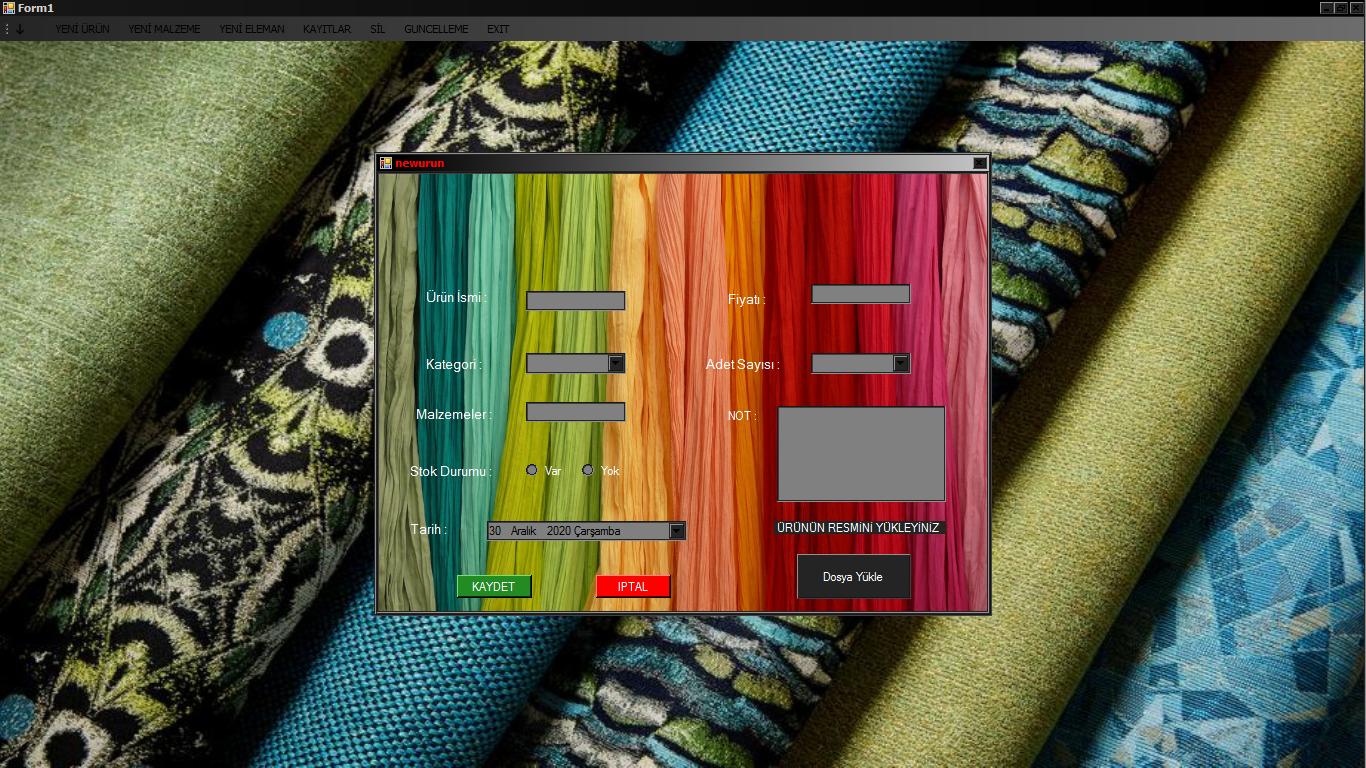 Form1
YENİ ÜRÜN YENİ MALZEME YENİ ELEMAN KAYITLAR SİL GUNCELLEME EXIT
newurun
Ürün İsmi :
Fiyatı :
Kategori :
Adet Sayısı :
Malzemeler :
NOT :
Stok Durumu : Var Yok
Tarih : 30 Aralık 2020 Çarşamba
ÜRÜNÜN RESMİNİ YÜKLEYİNİZ
KAYDET IPTAL Dosya Yükle